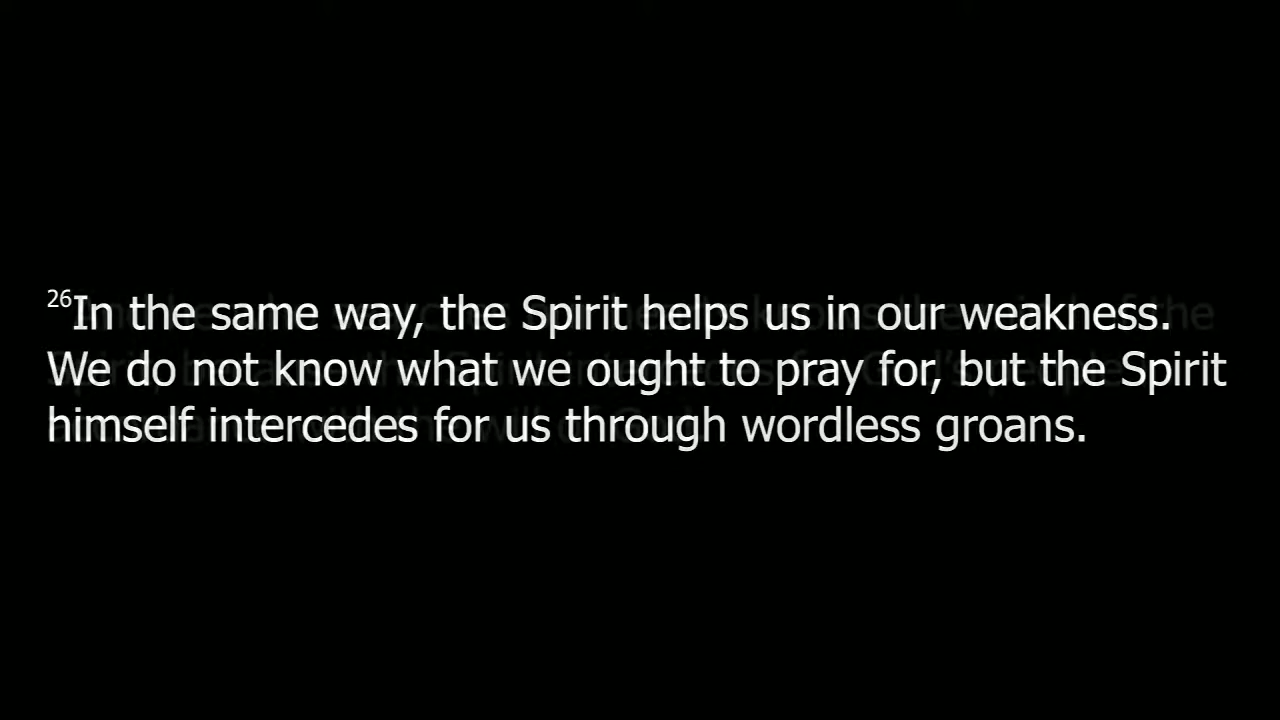 26In the same way, the Spirit helps us in our weakness.
We do not know what we ought to pray for, but the Spirit
himself intercedes for us through wordless groans.